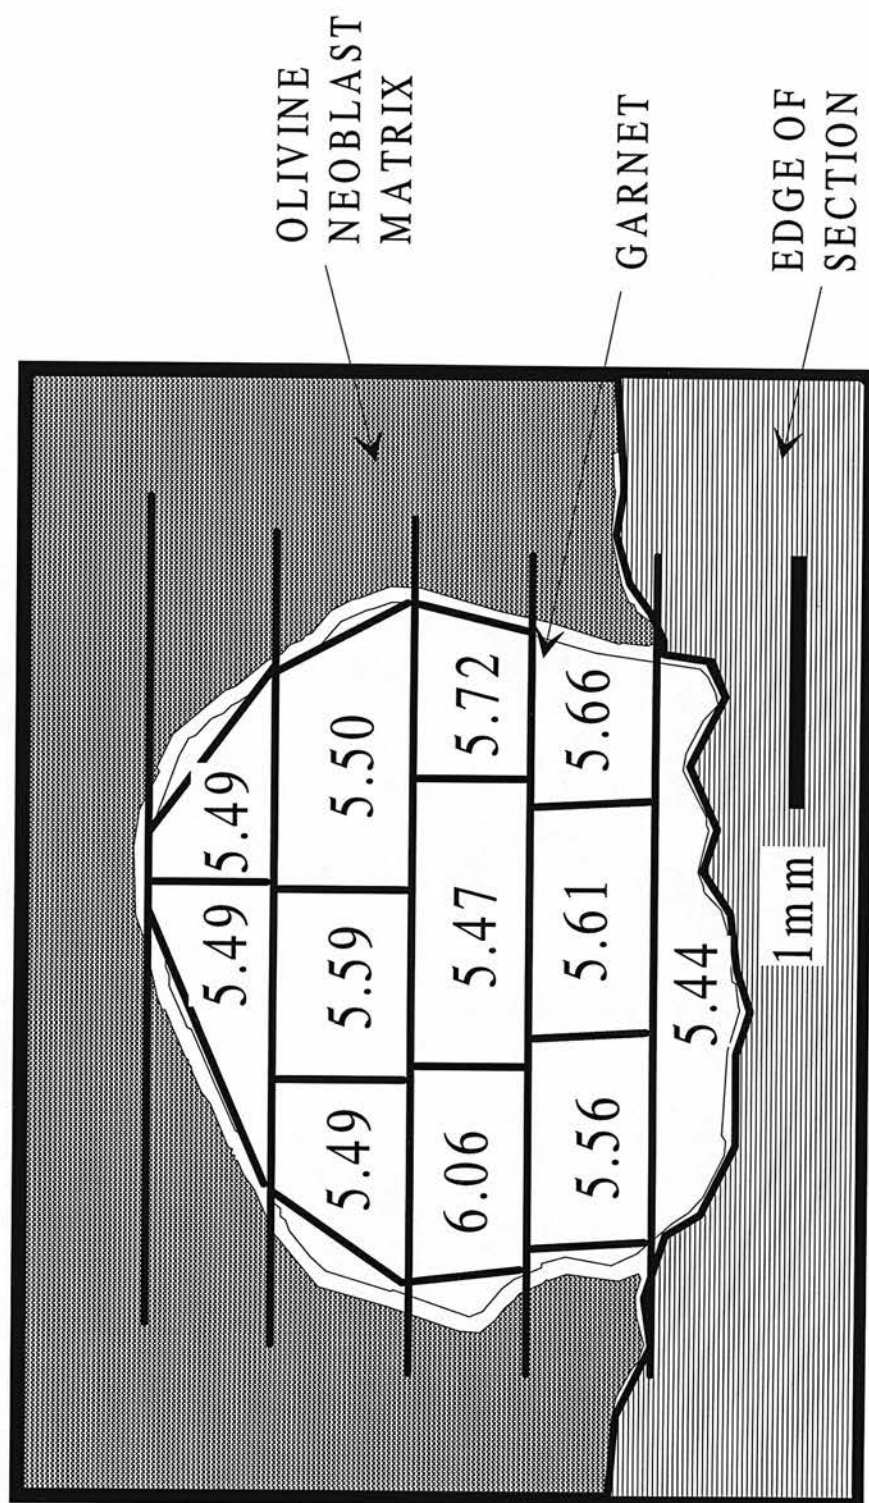 OLIVINE
NEOBLAST
MATRIX
GARNET
EDGE OF
SECTION
5.49 5.49
5.49 5.59 5.50
6.06 5.47 5.72
5.56 5.61 5.66
5.44
1mm